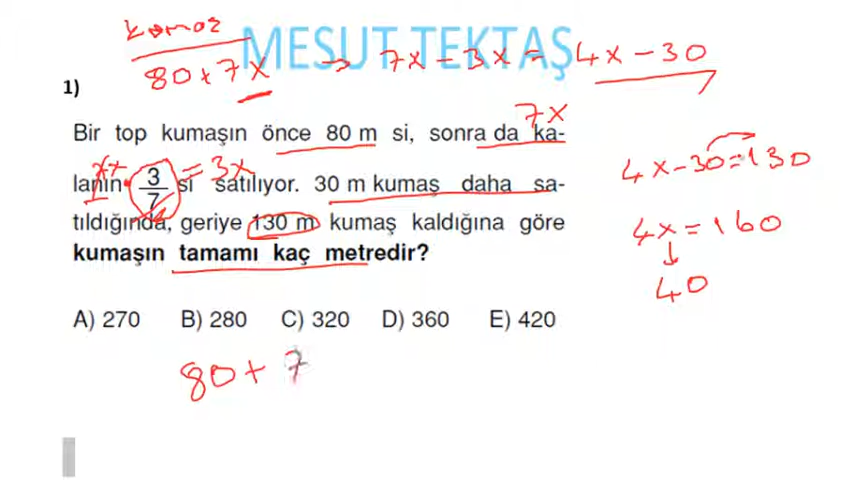 kumaş
MESUT TEKTAŞ
80+7x → 7x-3x = 4x-30
1)
7x
Bir top kumaşın önce 80 m si, sonra da ka-
lanın 3/7 si satılıyor. 30 m kumaş daha sa-
7x · = 3x
tıldığında, geriye 130 m kumaş kaldığına göre
kumaşın tamamı kaç metredir?
4x-30=130
4x=160
↓
40
A) 270 B) 280 C) 320 D) 360 E) 420
80+7